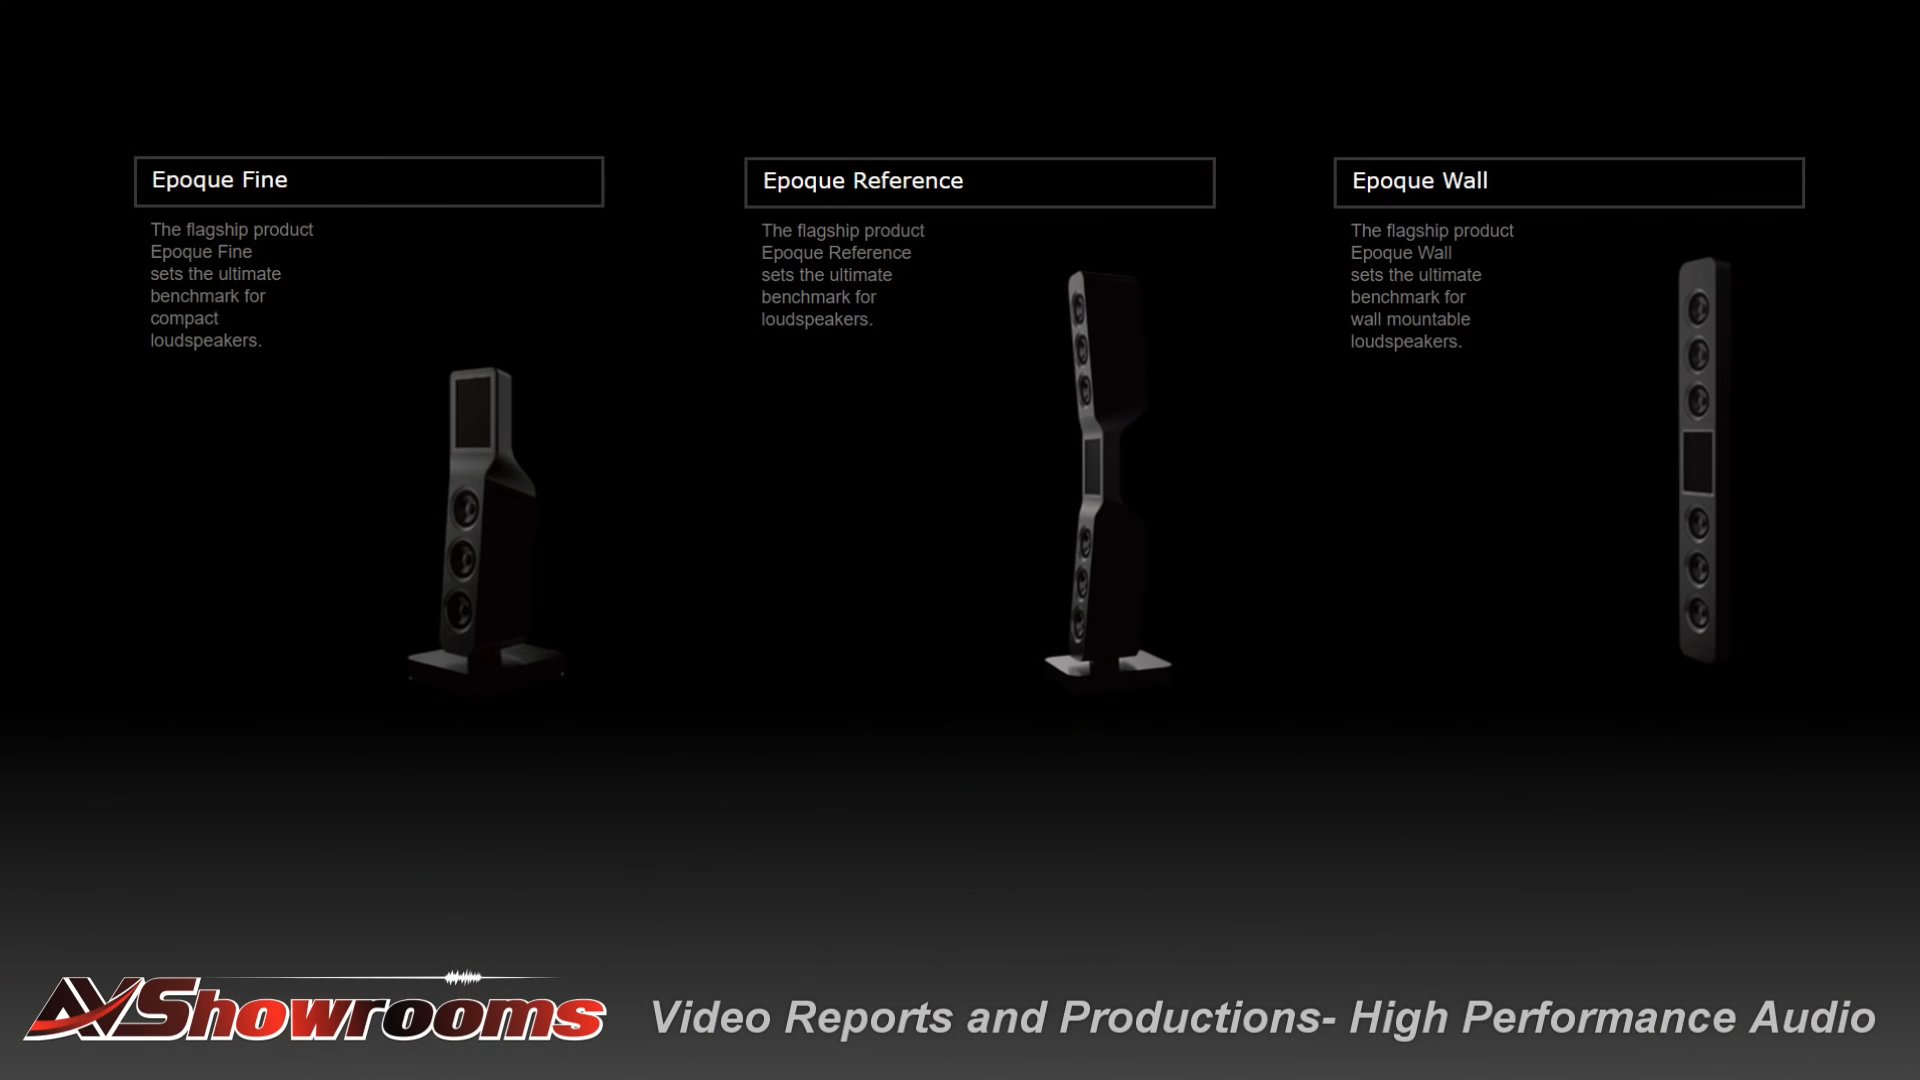 Epoque Fine
The flagship product
Epoque Fine
sets the ultimate
benchmark for
compact
loudspeakers.
Epoque Reference
The flagship product
Epoque Reference
sets the ultimate
benchmark for
loudspeakers.
Epoque Wall
The flagship product
Epoque Wall
sets the ultimate
benchmark for
wall mountable
loudspeakers.
AVShowrooms
Video Reports and Productions- High Performance Audio